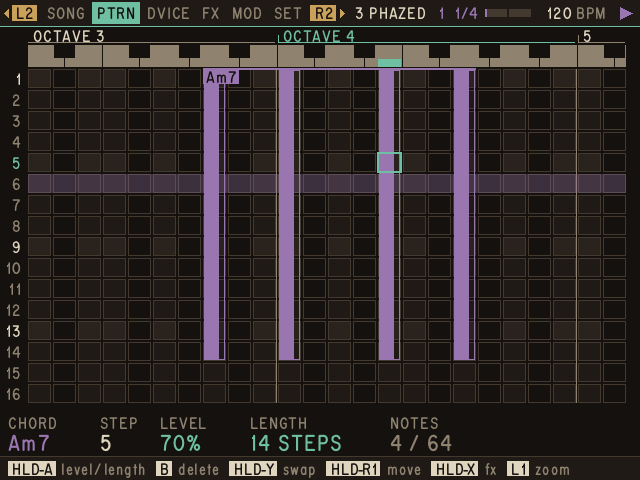 L2 SONG PTRN DVICE FX MOD SET R2 3 PHAZED 1 1/4 120 BPM
OCTAVE 3 OCTAVE 4 5
1 Am7
2
3
4
5
6
7
8
9
10
11
12
13
14
15
16
CHORD STEP LEVEL LENGTH NOTES
Am7 5 70% 14 STEPS 4 / 64
HLD-A level/length B delete HLD-Y swap HLD-R1 move HLD-X fx L1 zoom